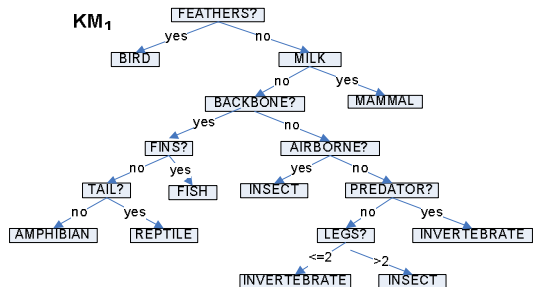 KM1
FEATHERS?
yes no
BIRD MILK
no yes
BACKBONE? MAMMAL
yes no
FINS? AIRBORNE?
no yes yes no
TAIL? FISH INSECT PREDATOR?
no yes no yes
AMPHIBIAN REPTILE LEGS? INVERTEBRATE
<=2 >2
INVERTEBRATE INSECT